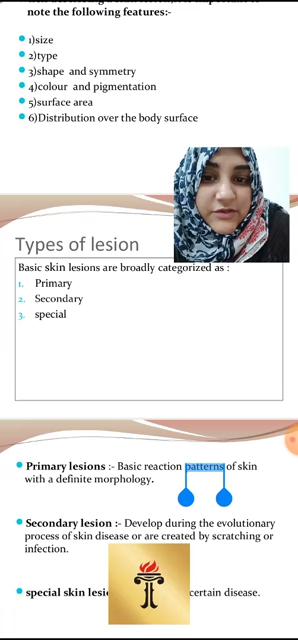 note the following features:-
1)size
2)type
3)shape and symmetry
4)colour and pigmentation
5)surface area
6)Distribution over the body surface
Types of lesion
Basic skin lesions are broadly categorized as :
1. Primary
2. Secondary
3. special
Primary lesions :- Basic reaction patterns of skin
with a definite morphology.
Secondary lesion :- Develop during the evolutionary
process of skin disease or are created by scratching or
infection.
special skin certain disease.